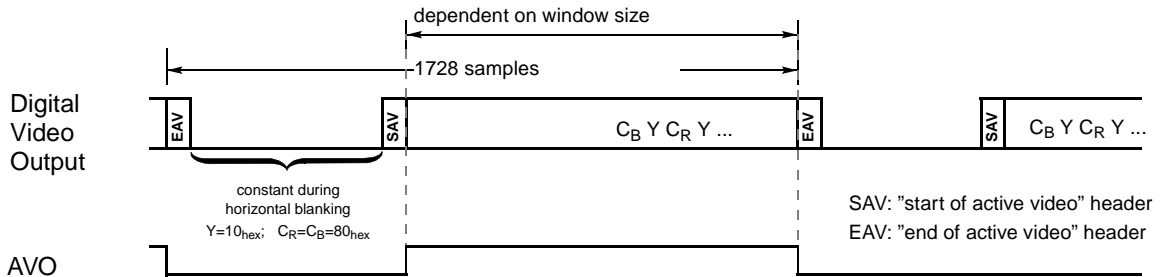 dependent on window size
1728 samples
Digital
Video
Output
EAV
SAV
C_B Y C_R Y ...
EAV
SAV
C_B Y C_R Y ...
constant during
horizontal blanking
Y=10_hex; C_R=C_B=80_hex
SAV: ”start of active video” header
EAV: ”end of active video” header
AVO